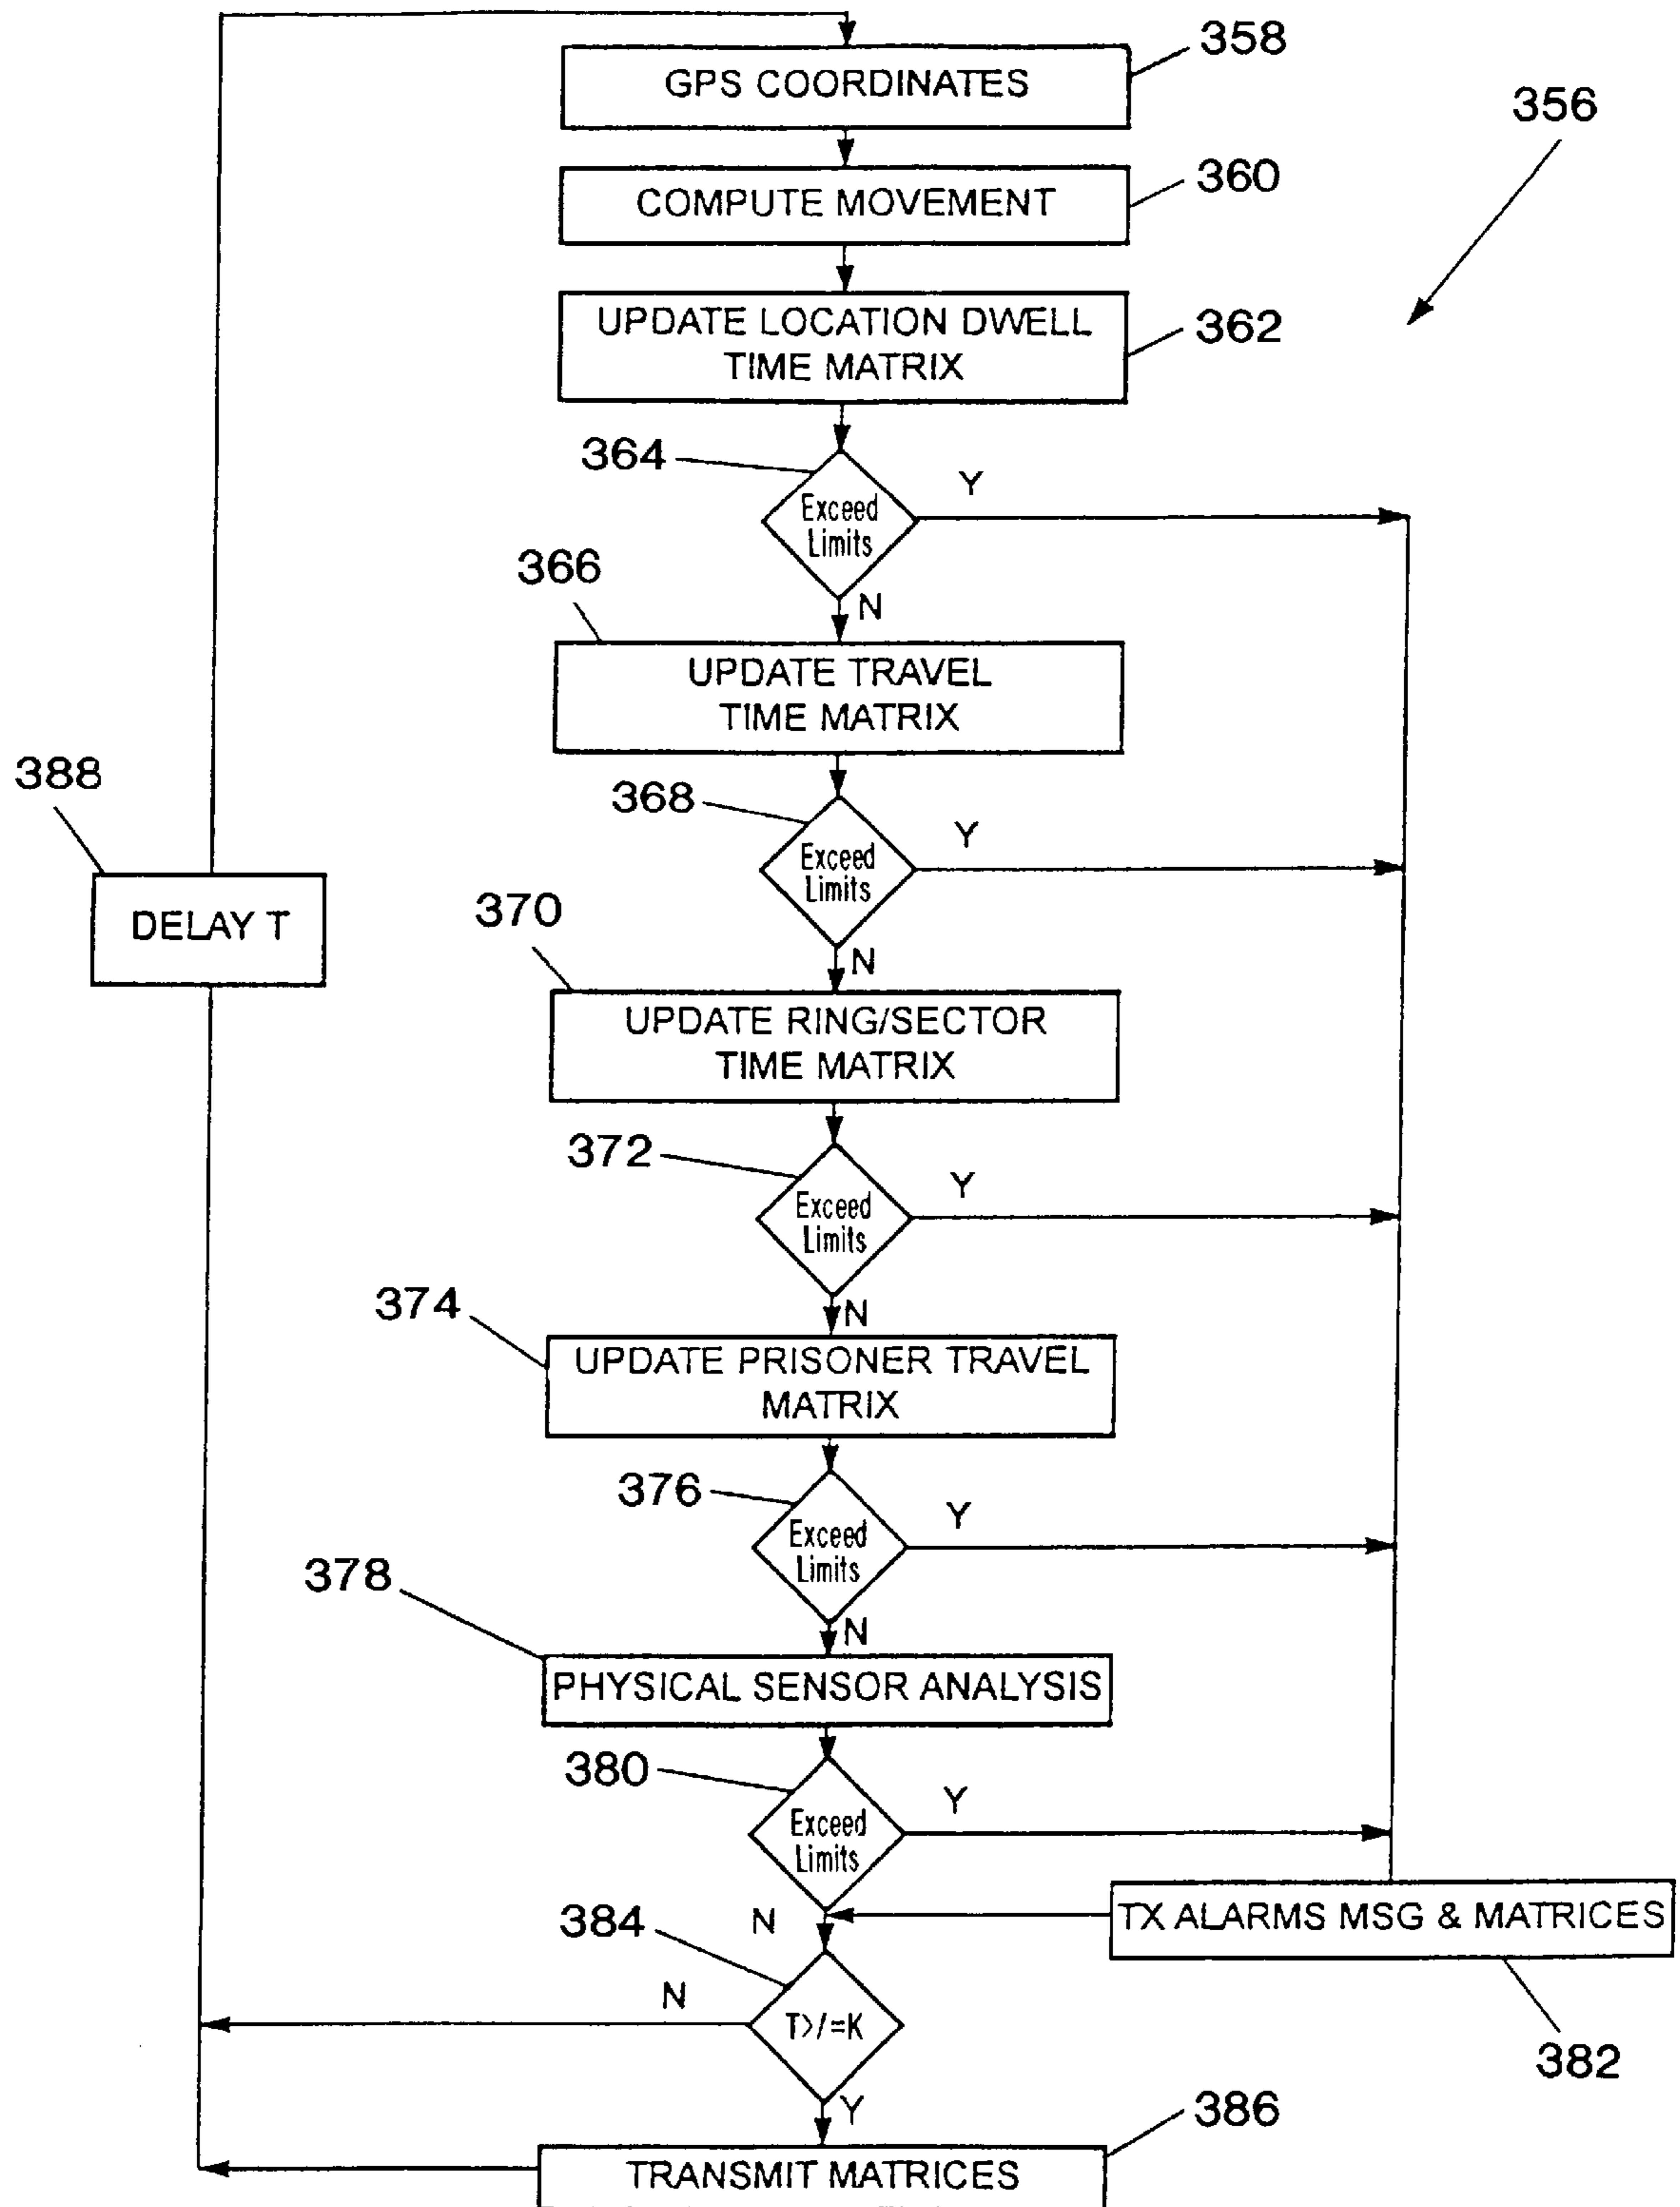 358
GPS COORDINATES
356
360
COMPUTE MOVEMENT
UPDATE LOCATION DWELL
TIME MATRIX
362
364
Y
Exceed
Limits
366
N
UPDATE TRAVEL
TIME MATRIX
388
368
Y
Exceed
Limits
DELAY T
370
N
UPDATE RING/SECTOR
TIME MATRIX
372
Y
Exceed
Limits
374
N
UPDATE PRISONER TRAVEL
MATRIX
376
Y
Exceed
Limits
378
N
PHYSICAL SENSOR ANALYSIS
380
Y
Exceed
Limits
TX ALARMS MSG & MATRICES
384
N
N
T>/=K
382
Y
386
TRANSMIT MATRICES